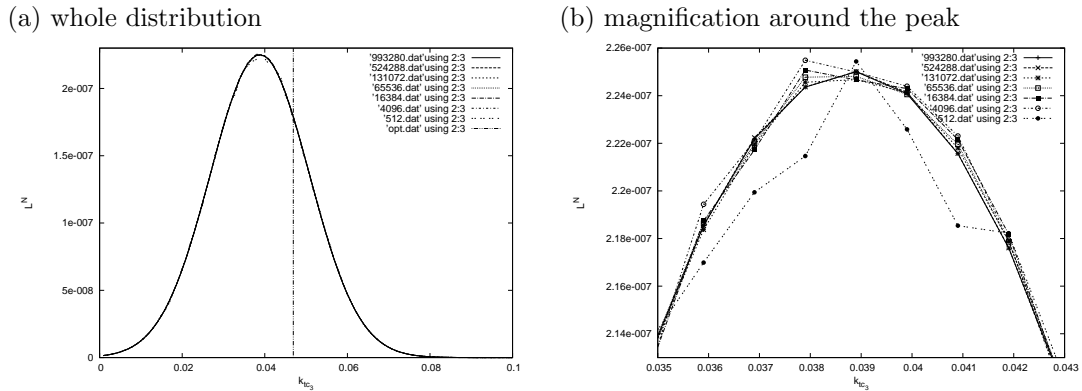 (a) whole distribution
2e-007
1.5e-007
1e-007
5e-008
0
L^N
0
0.02
0.04
0.06
0.08
0.1
k_tc_3
'993280.dat'using 2:3
'524288.dat'using 2:3
'131072.dat'using 2:3
'65536.dat' using 2:3
'16384.dat' using 2:3
'4096.dat' using 2:3
'512.dat' using 2:3
'opt.dat' using 2:3
(b) magnification around the peak
2.26e-007
2.24e-007
2.22e-007
2.2e-007
2.18e-007
2.16e-007
2.14e-007
L^N
0.035
0.036
0.037
0.038
0.039
0.04
0.041
0.042
0.043
k_tc_3
'993280.dat'using 2:3
'524288.dat'using 2:3
'131072.dat'using 2:3
'65536.dat' using 2:3
'16384.dat' using 2:3
'4096.dat' using 2:3
'512.dat' using 2:3